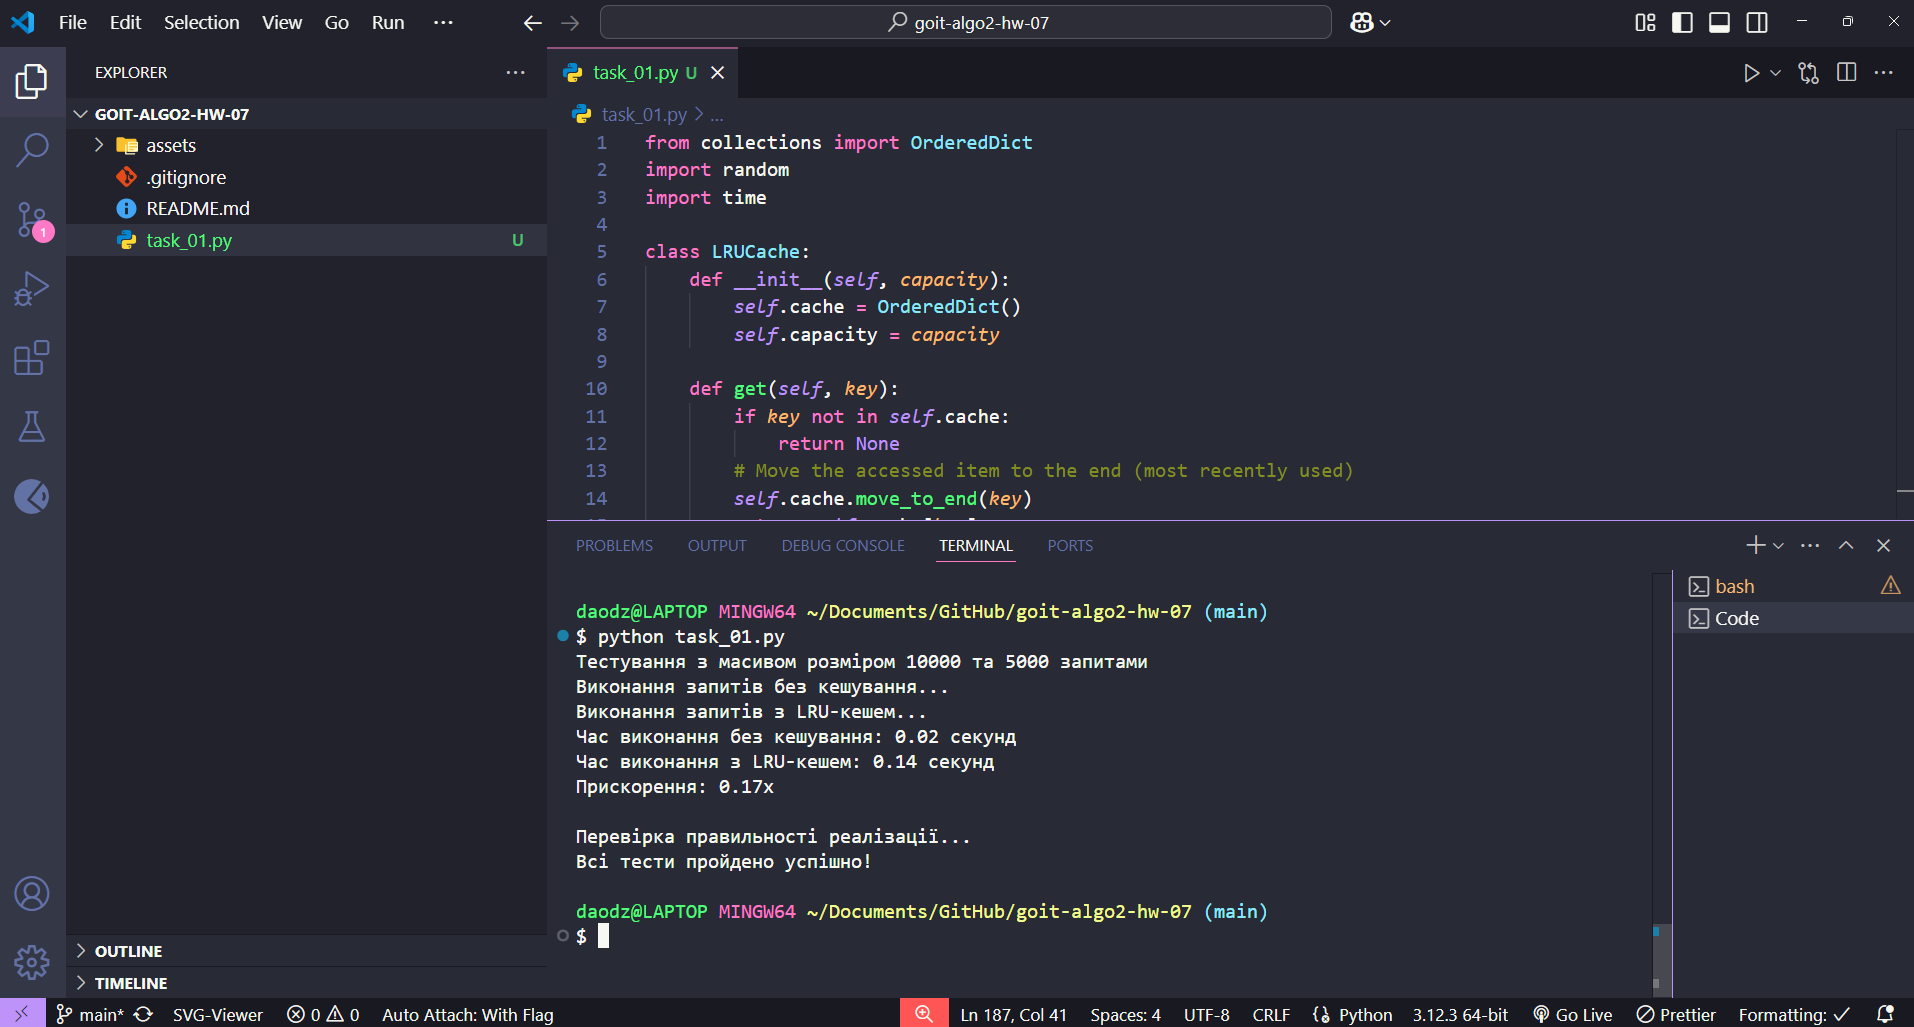 File Edit Selection View Go Run ··· goit-algo2-hw-07
EXPLORER ···
GOIT-ALGO2-HW-07
assets
.gitignore
README.md
task_01.py U
1
OUTLINE
TIMELINE
task_01.py U
task_01.py > ...
1 from collections import OrderedDict
2 import random
3 import time
4
5 class LRUCache:
6 def __init__(self, capacity):
7 self.cache = OrderedDict()
8 self.capacity = capacity
9
10 def get(self, key):
11 if key not in self.cache:
12 return None
13 # Move the accessed item to the end (most recently used)
14 self.cache.move_to_end(key)
PROBLEMS OUTPUT DEBUG CONSOLE TERMINAL PORTS
daodz@LAPTOP MINGW64 ~/Documents/GitHub/goit-algo2-hw-07 (main)
$ python task_01.py
Тестування з масивом розміром 10000 та 5000 запитами
Виконання запитів без кешування...
Виконання запитів з LRU-кешем...
Час виконання без кешування: 0.02 секунд
Час виконання з LRU-кешем: 0.14 секунд
Прискорення: 0.17x
Перевірка правильності реалізації...
Всі тести пройдено успішно!
daodz@LAPTOP MINGW64 ~/Documents/GitHub/goit-algo2-hw-07 (main)
$
bash
Code
main* SVG-Viewer 0 0 Auto Attach: With Flag Ln 187, Col 41 Spaces: 4 UTF-8 CRLF Python 3.12.3 64-bit Go Live Prettier Formatting: ✓